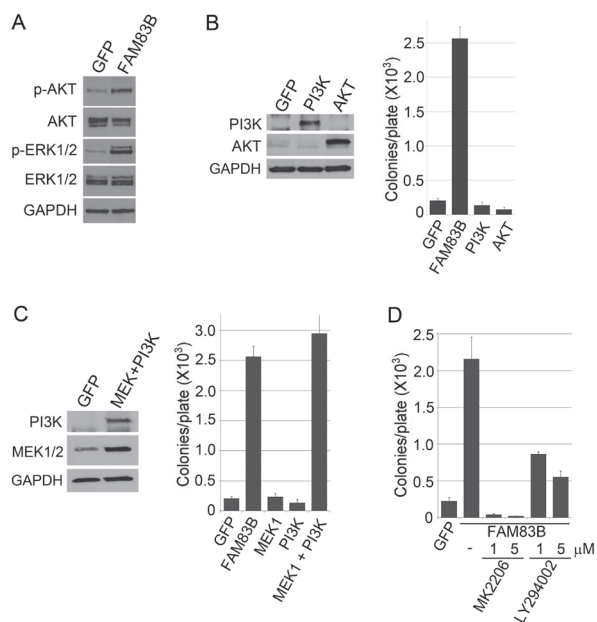 A
GFP
FAM83B
p-AKT
AKT
p-ERK1/2
ERK1/2
GAPDH
B
GFP
PI3K
AKT
PI3K
AKT
GAPDH
Colonies/plate (X10³)
2.5
2.0
1.5
1.0
0.5
0
GFP
FAM83B
PI3K
AKT
C
GFP
MEK+PI3K
PI3K
MEK1/2
GAPDH
Colonies/plate (X10³)
3.0
2.5
2.0
1.5
1.0
0.5
0
GFP
FAM83B
MEK1
PI3K
MEK1 + PI3K
D
Colonies/plate (X10³)
2.5
2.0
1.5
1.0
0.5
0
GFP
FAM83B
- 1 5 1 5 μM
MK2206
LY294002